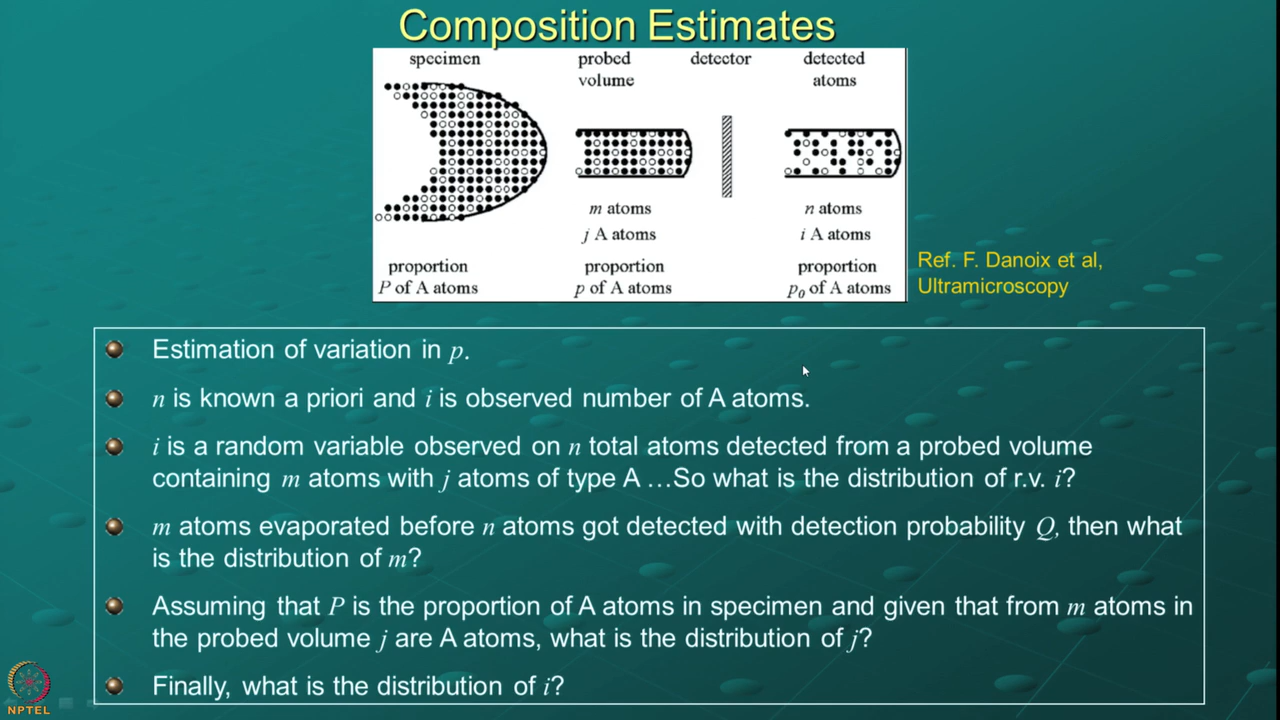 Composition Estimates
specimen probed detector detected
volume atoms
m atoms n atoms
j A atoms i A atoms
proportion proportion proportion
P of A atoms p of A atoms p0 of A atoms
Ref. F. Danoix et al,
Ultramicroscopy
Estimation of variation in p.
n is known a priori and i is observed number of A atoms.
i is a random variable observed on n total atoms detected from a probed volume
containing m atoms with j atoms of type A …So what is the distribution of r.v. i?
m atoms evaporated before n atoms got detected with detection probability Q, then what
is the distribution of m?
Assuming that P is the proportion of A atoms in specimen and given that from m atoms in
the probed volume j are A atoms, what is the distribution of j?
Finally, what is the distribution of i?
NPTEL